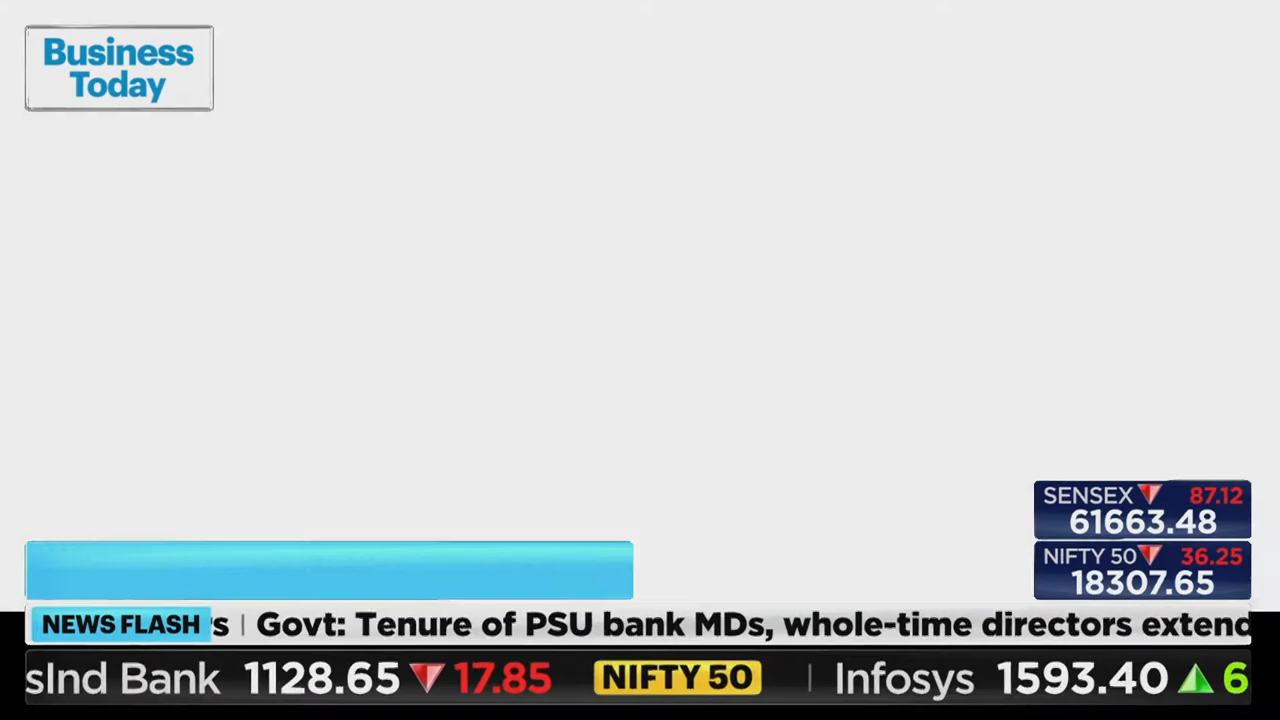 Business
Today
SENSEX 87.12
61663.48
NIFTY 50 36.25
18307.65
NEWS FLASH | Govt: Tenure of PSU bank MDs, whole-time directors extend
sInd Bank 1128.65 17.85 NIFTY 50 | Infosys 1593.40 6